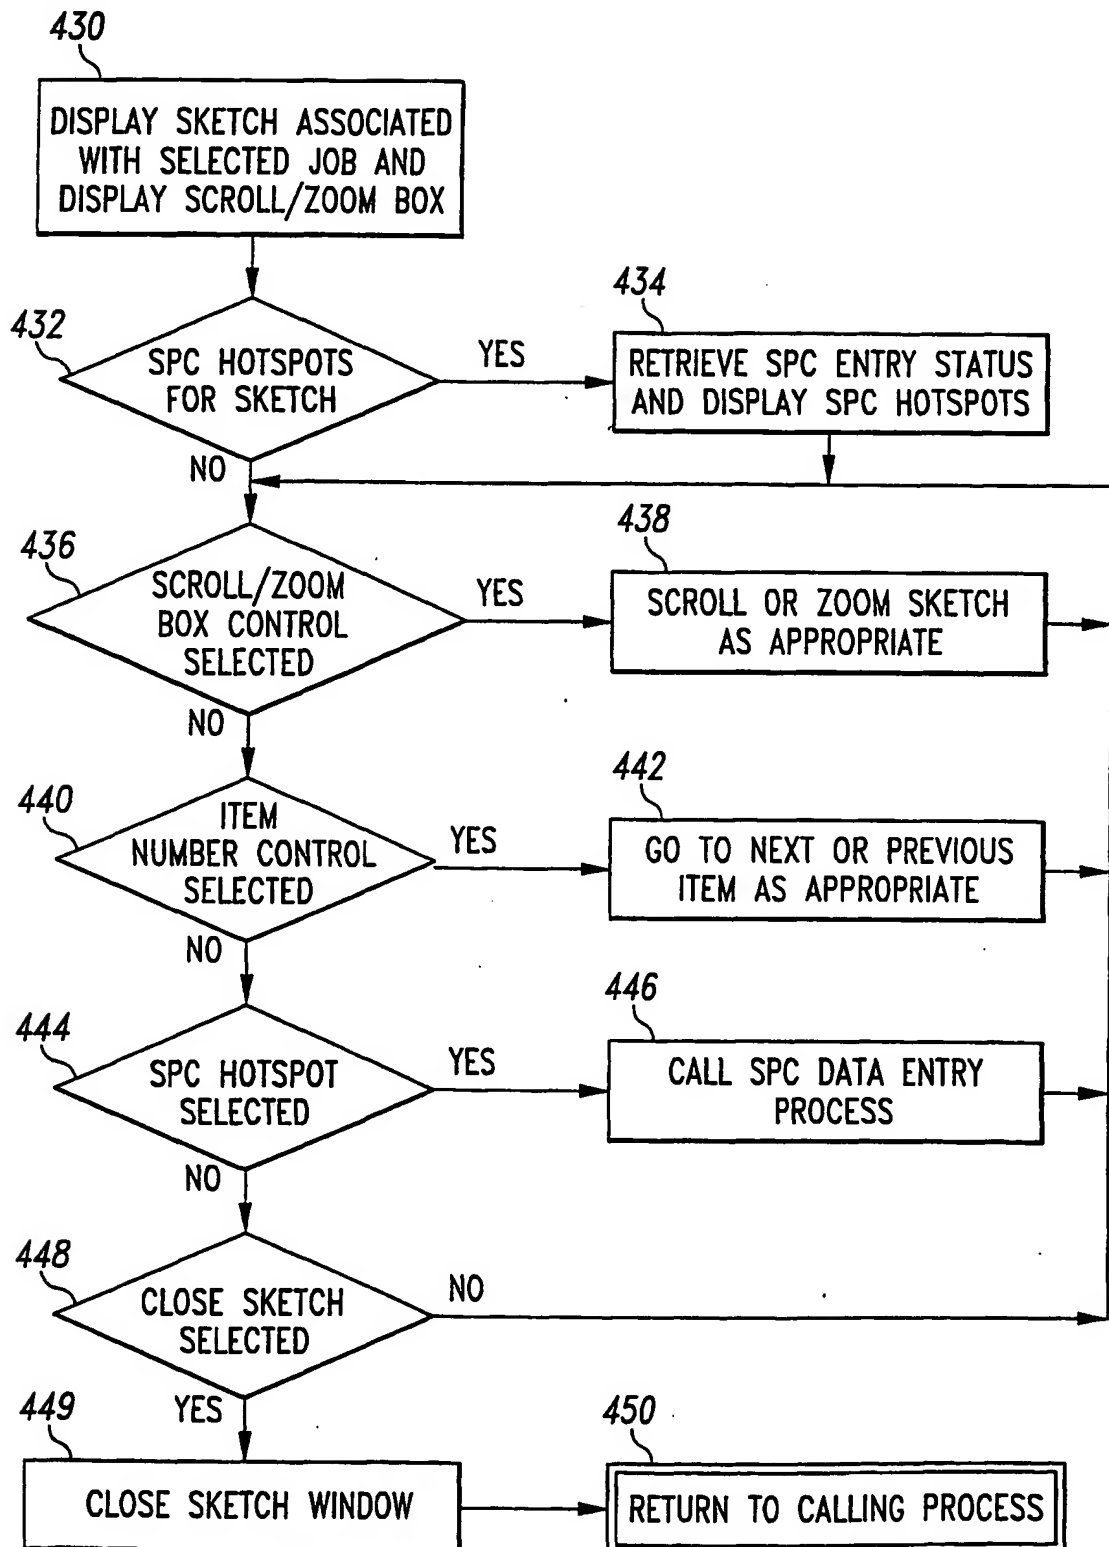 430
DISPLAY SKETCH ASSOCIATED
WITH SELECTED JOB AND
DISPLAY SCROLL/ZOOM BOX
432
SPC HOTSPOTS
FOR SKETCH
YES
434
RETRIEVE SPC ENTRY STATUS
AND DISPLAY SPC HOTSPOTS
NO
436
SCROLL/ZOOM
BOX CONTROL
SELECTED
YES
438
SCROLL OR ZOOM SKETCH
AS APPROPRIATE
NO
440
ITEM
NUMBER CONTROL
SELECTED
YES
442
GO TO NEXT OR PREVIOUS
ITEM AS APPROPRIATE
NO
444
SPC HOTSPOT
SELECTED
YES
446
CALL SPC DATA ENTRY
PROCESS
NO
448
CLOSE SKETCH
SELECTED
NO
YES
449
CLOSE SKETCH WINDOW
450
RETURN TO CALLING PROCESS